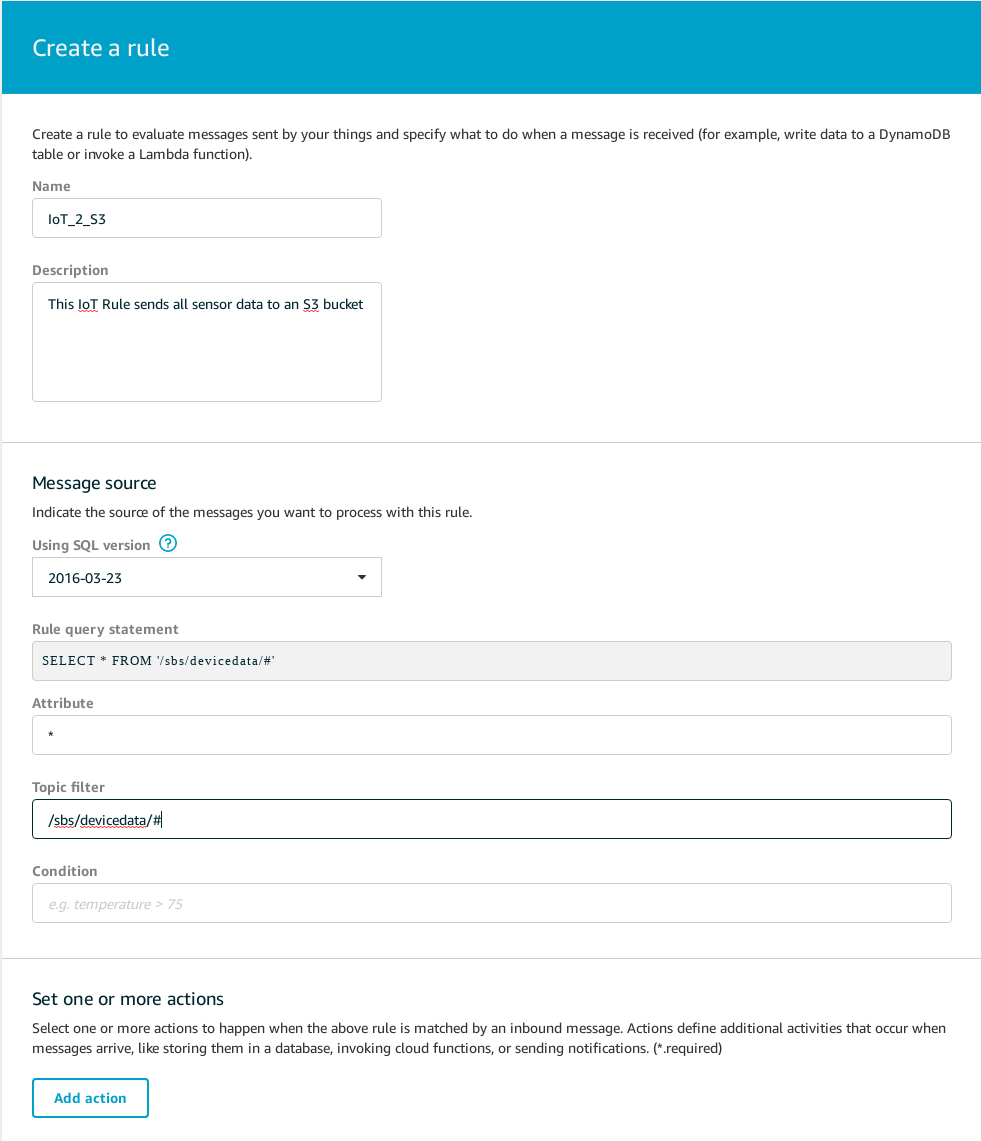 Create a rule
Create a rule to evaluate messages sent by your things and specify what to do when a message is received (for example, write data to a DynamoDB
table or invoke a Lambda function).
Name
IoT_2_S3
Description
This IoT Rule sends all sensor data to an S3 bucket
Message source
Indicate the source of the messages you want to process with this rule.
Using SQL version ?
2016-03-23
Rule query statement
SELECT * FROM '/sbs/devicedata/#'
Attribute
*
Topic filter
/sbs/devicedata/#
Condition
e.g. temperature > 75
Set one or more actions
Select one or more actions to happen when the above rule is matched by an inbound message. Actions define additional activities that occur when
messages arrive, like storing them in a database, invoking cloud functions, or sending notifications. (*.required)
Add action